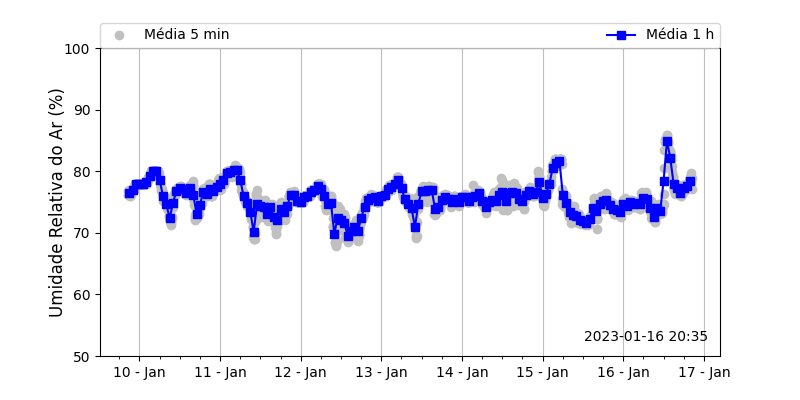 Média 5 min
Média 1 h
Umidade Relativa do Ar (%)
100
90
80
70
60
50
2023-01-16 20:35
10 - Jan
11 - Jan
12 - Jan
13 - Jan
14 - Jan
15 - Jan
16 - Jan
17 - Jan